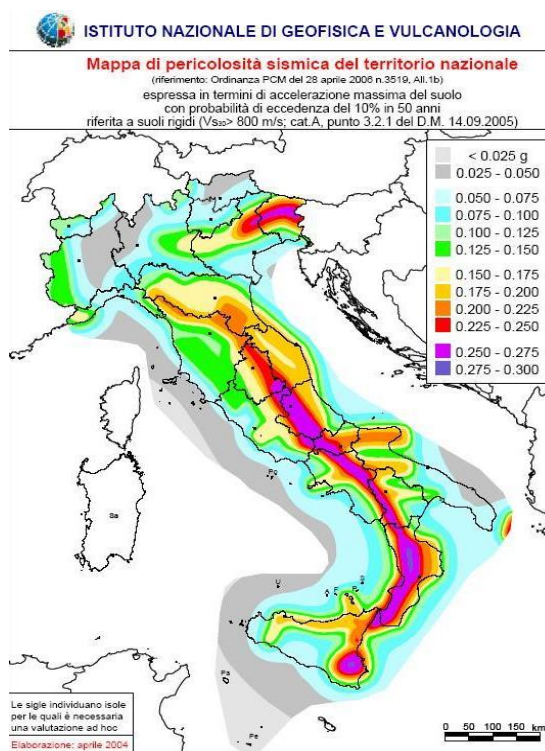 ISTITUTO NAZIONALE DI GEOFISICA E VULCANOLOGIA
Mappa di pericolosità sismica del territorio nazionale
(riferimento: Ordinanza PCM del 28 aprile 2006 n.3519, All.1b)
espressa in termini di accelerazione massima del suolo
con probabilità di eccedenza del 10% in 50 anni
riferita a suoli rigidi (Vs30> 800 m/s; cat.A, punto 3.2.1 del D.M. 14.09.2005)
< 0.025 g
0.025 - 0.050
0.050 - 0.075
0.075 - 0.100
0.100 - 0.125
0.125 - 0.150
0.150 - 0.175
0.175 - 0.200
0.200 - 0.225
0.225 - 0.250
0.250 - 0.275
0.275 - 0.300
Po
Sa
U
A
F
P
S
Pa
Pe
Le sigle individuano isole
per le quali è necessaria
una valutazione ad hoc
Elaborazione: aprile 2004
0 50 100 150
km